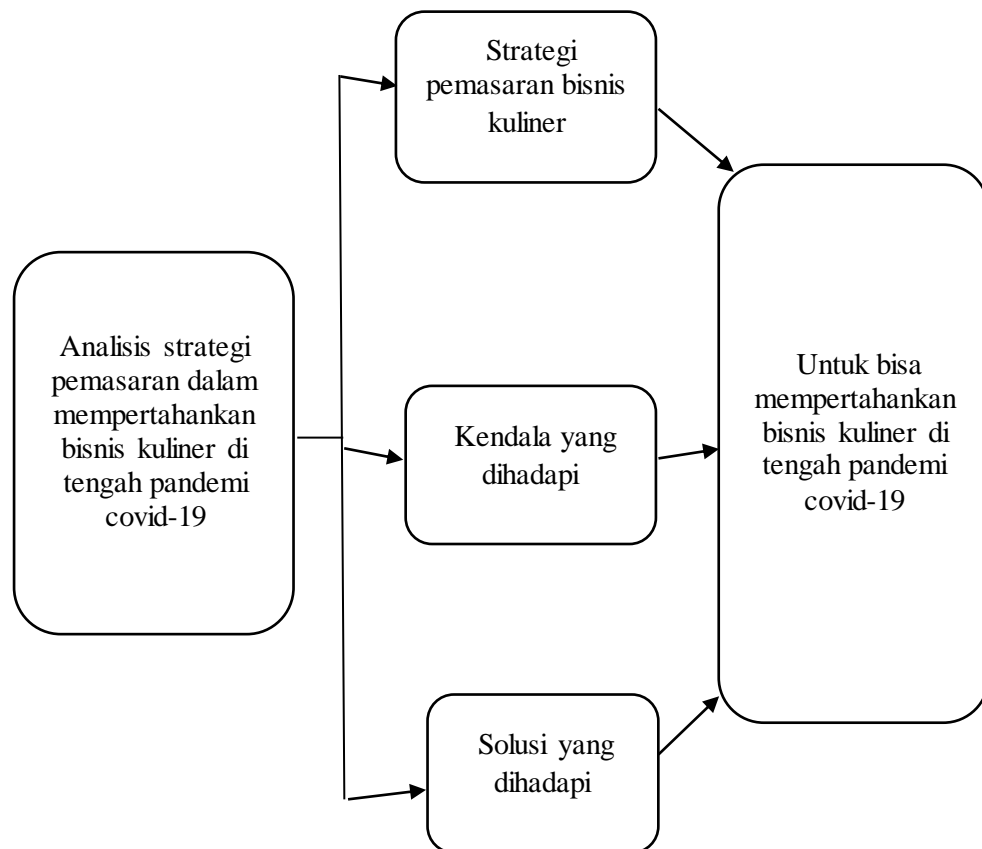 Strategi
pemasaran bisnis
kuliner
Analisis strategi
pemasaran dalam
mempertahankan
bisnis kuliner di
tengah pandemi
covid-19
Kendala yang
dihadapi
Solusi yang
dihadapi
Untuk bisa
mempertahankan
bisnis kuliner di
tengah pandemi
covid-19